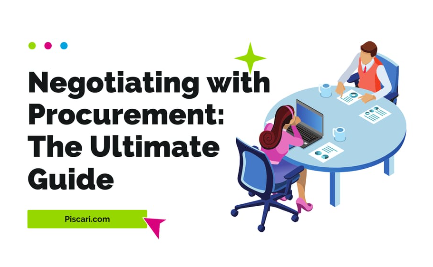 Negotiating with
Procurement:
The Ultimate
Guide
Piscari.com